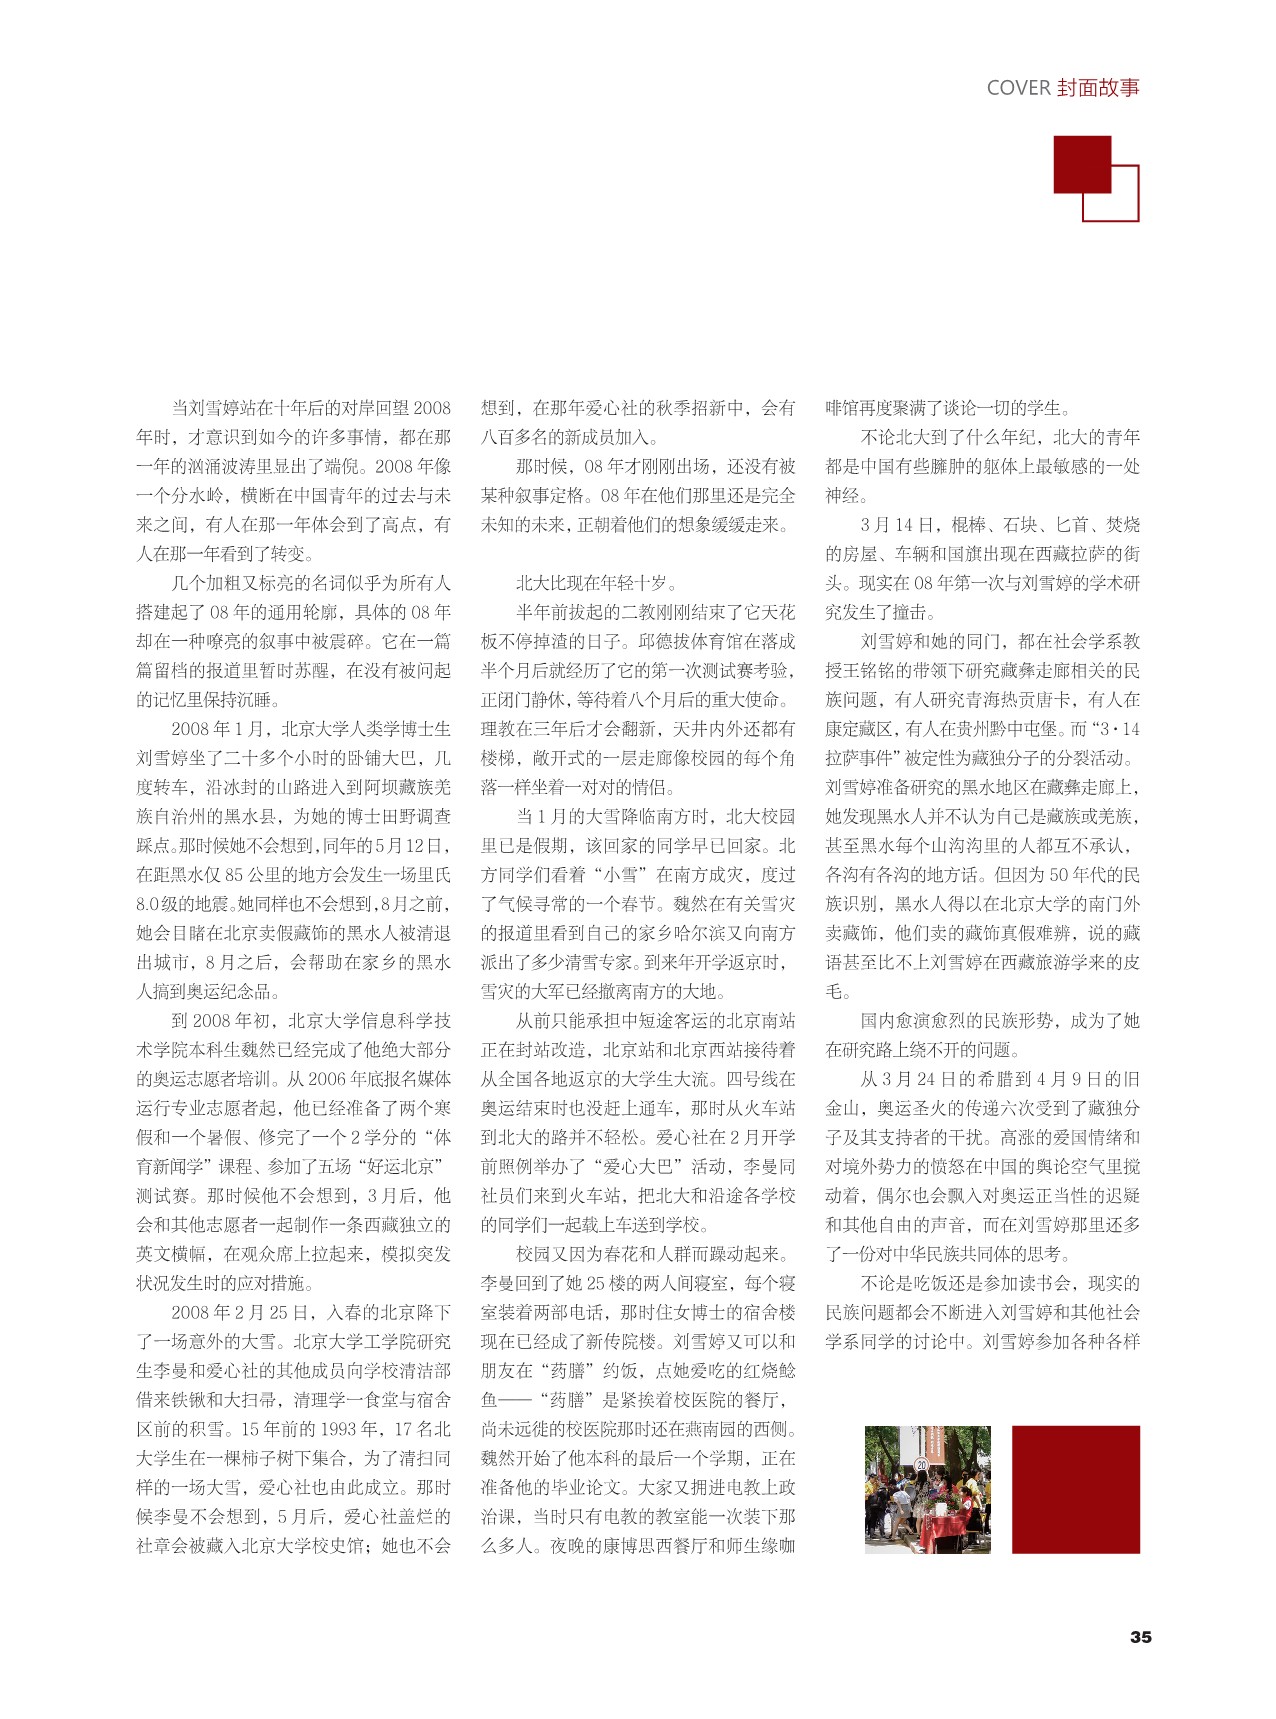 COVER 封面故事
当刘雪婷站在十年后的对岸回望 2008
年时，才意识到如今的许多事情，都在那
一年的汹涌波涛里显出了端倪。2008 年像
一个分水岭，横断在中国青年的过去与未
来之间，有人在那一年体会到了高点，有
人在那一年看到了转变。
几个加粗又标亮的名词似乎为所有人
搭建起了 08 年的通用轮廓，具体的 08 年
却在一种嘹亮的叙事中被震碎。它在一篇
篇留档的报道里暂时苏醒，在没有被问起
的记忆里保持沉睡。
2008 年 1 月，北京大学人类学博士生
刘雪婷坐了二十多个小时的卧铺大巴，几
度转车，沿冰封的山路进入到阿坝藏族羌
族自治州的黑水县，为她的博士田野调查
踩点。那时候她不会想到，同年的 5 月 12 日，
在距黑水仅 85 公里的地方会发生一场里氏
8.0 级的地震。她同样也不会想到，8 月之前，
她会目睹在北京卖假藏饰的黑水人被清退
出城市，8 月之后，会帮助在家乡的黑水
人搞到奥运纪念品。
到 2008 年初，北京大学信息科学技
术学院本科生魏然已经完成了他绝大部分
的奥运志愿者培训。从 2006 年底报名媒体
运行专业志愿者起，他已经准备了两个寒
假和一个暑假、修完了一个 2 学分的“体
育新闻学”课程、参加了五场“好运北京”
测试赛。那时候他不会想到，3 月后，他
会和其他志愿者一起制作一条西藏独立的
英文横幅，在观众席上拉起来，模拟突发
状况发生时的应对措施。
2008 年 2 月 25 日，入春的北京降下
了一场意外的大雪。北京大学工学院研究
生李曼和爱心社的其他成员向学校清洁部
借来铁锹和大扫帚，清理学一食堂与宿舍
区前的积雪。15 年前的 1993 年，17 名北
大学生在一棵柿子树下集合，为了清扫同
样的一场大雪，爱心社也由此成立。那时
候李曼不会想到，5 月后，爱心社盖烂的
社章会被藏入北京大学校史馆；她也不会
想到，在那年爱心社的秋季招新中，会有
八百多名的新成员加入。
那时候，08 年才刚刚出场，还没有被
某种叙事定格。08 年在他们那里还是完全
未知的未来，正朝着他们的想象缓缓走来。
北大比现在年轻十岁。
半年前拔起的二教刚刚结束了它天花
板不停掉渣的日子。邱德拔体育馆在落成
半个月后就经历了它的第一次测试赛考验，
正闭门静休，等待着八个月后的重大使命。
理教在三年后才会翻新，天井内外还都有
楼梯，敞开式的一层走廊像校园的每个角
落一样坐着一对对的情侣。
当 1 月的大雪降临南方时，北大校园
里已是假期，该回家的同学早已回家。北
方同学们看着“小雪”在南方成灾，度过
了气候寻常的一个春节。魏然在有关雪灾
的报道里看到自己的家乡哈尔滨又向南方
派出了多少清雪专家。到来年开学返京时，
雪灾的大军已经撤离南方的大地。
从前只能承担中短途客运的北京南站
正在封站改造，北京站和北京西站接待着
从全国各地返京的大学生大流。四号线在
奥运结束时也没赶上通车，那时从火车站
到北大的路并不轻松。爱心社在 2 月开学
前照例举办了“爱心大巴”活动，李曼同
社员们来到火车站，把北大和沿途各学校
的同学们一起载上车送到学校。
校园又因为春花和人群而躁动起来。
李曼回到了她 25 楼的两人间寝室，每个寝
室装着两部电话，那时住女博士的宿舍楼
现在已经成了新传院楼。刘雪婷又可以和
朋友在“药膳”约饭，点她爱吃的红烧鲶
鱼——“药膳”是紧挨着校医院的餐厅，
尚未远徙的校医院那时还在燕南园的西侧。
魏然开始了他本科的最后一个学期，正在
准备他的毕业论文。大家又拥进电教上政
治课，当时只有电教的教室能一次装下那
么多人。夜晚的康博思西餐厅和师生缘咖
啡馆再度聚满了谈论一切的学生。
不论北大到了什么年纪，北大的青年
都是中国有些臃肿的躯体上最敏感的一处
神经。
3 月 14 日，棍棒、石块、匕首、焚烧
的房屋、车辆和国旗出现在西藏拉萨的街
头。现实在 08 年第一次与刘雪婷的学术研
究发生了撞击。
刘雪婷和她的同门，都在社会学系教
授王铭铭的带领下研究藏彝走廊相关的民
族问题，有人研究青海热贡唐卡，有人在
康定藏区，有人在贵州黔中屯堡。而“3·14
拉萨事件”被定性为藏独分子的分裂活动。
刘雪婷准备研究的黑水地区在藏彝走廊上，
她发现黑水人并不认为自己是藏族或羌族，
甚至黑水每个山沟沟里的人都互不承认，
各沟有各沟的地方话。但因为 50 年代的民
族识别，黑水人得以在北京大学的南门外
卖藏饰，他们卖的藏饰真假难辨，说的藏
语甚至比不上刘雪婷在西藏旅游学来的皮
毛。
国内愈演愈烈的民族形势，成为了她
在研究路上绕不开的问题。
从 3 月 24 日的希腊到 4 月 9 日的旧
金山，奥运圣火的传递六次受到了藏独分
子及其支持者的干扰。高涨的爱国情绪和
对境外势力的愤怒在中国的舆论空气里搅
动着，偶尔也会飘入对奥运正当性的迟疑
和其他自由的声音，而在刘雪婷那里还多
了一份对中华民族共同体的思考。
不论是吃饭还是参加读书会，现实的
民族问题都会不断进入刘雪婷和其他社会
学系同学的讨论中。刘雪婷参加各种各样
20
35